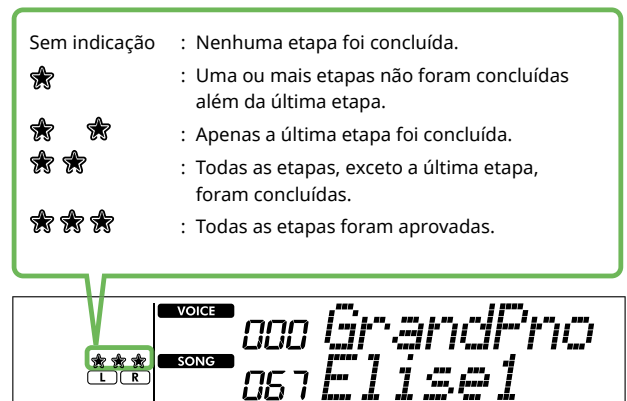 Sem indicação : Nenhuma etapa foi concluída.
: Uma ou mais etapas não foram concluídas
além da última etapa.
: Apenas a última etapa foi concluída.
: Todas as etapas, exceto a última etapa,
foram concluídas.
: Todas as etapas foram aprovadas.
VOICE
000 GrandPno
SONG
067 Elise1
L R